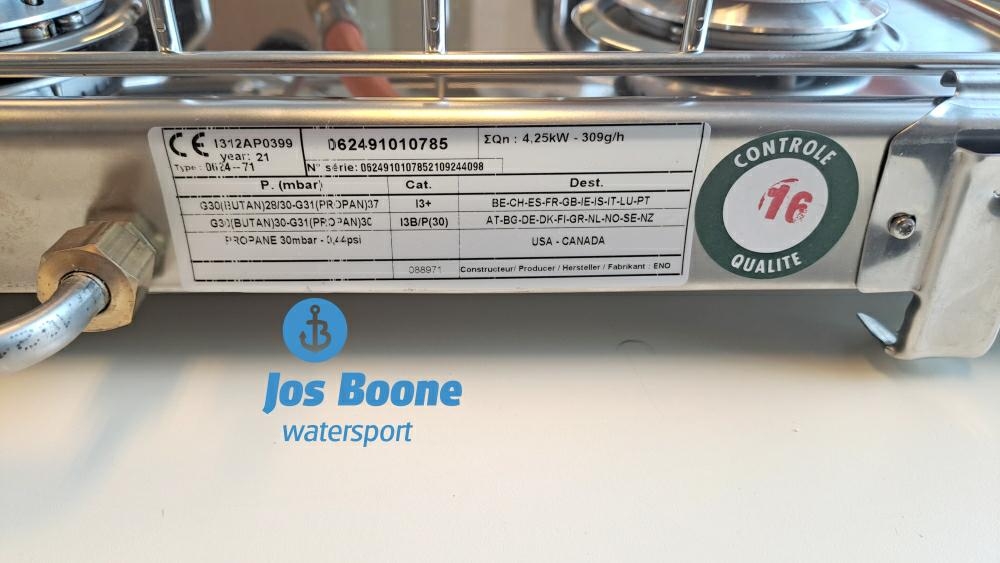 CE 1312AP0399
year: 21
Type: 0624--71
062491010785
ΣQn : 4,25kW - 309g/h
N° série: 0624910107852109244098
P. (mbar) Cat. Dest.
G30(BUTAN)28/30-G31(PROPAN)37 I3+ BE-CH-ES-FR-GB-IE-IS-IT-LU-PT
G30(BUTAN)30-G31(PROPAN)30 I3B/P(30) AT-BG-DE-DK-FI-GR-NL-NO-SE-NZ
PROPANE 30mbar - 0,44psi USA - CANADA
088971 Constructeur/ Producer / Hersteller / Fabrikant : ENO
CONTROLE
16
QUALITE
Jos Boone
watersport